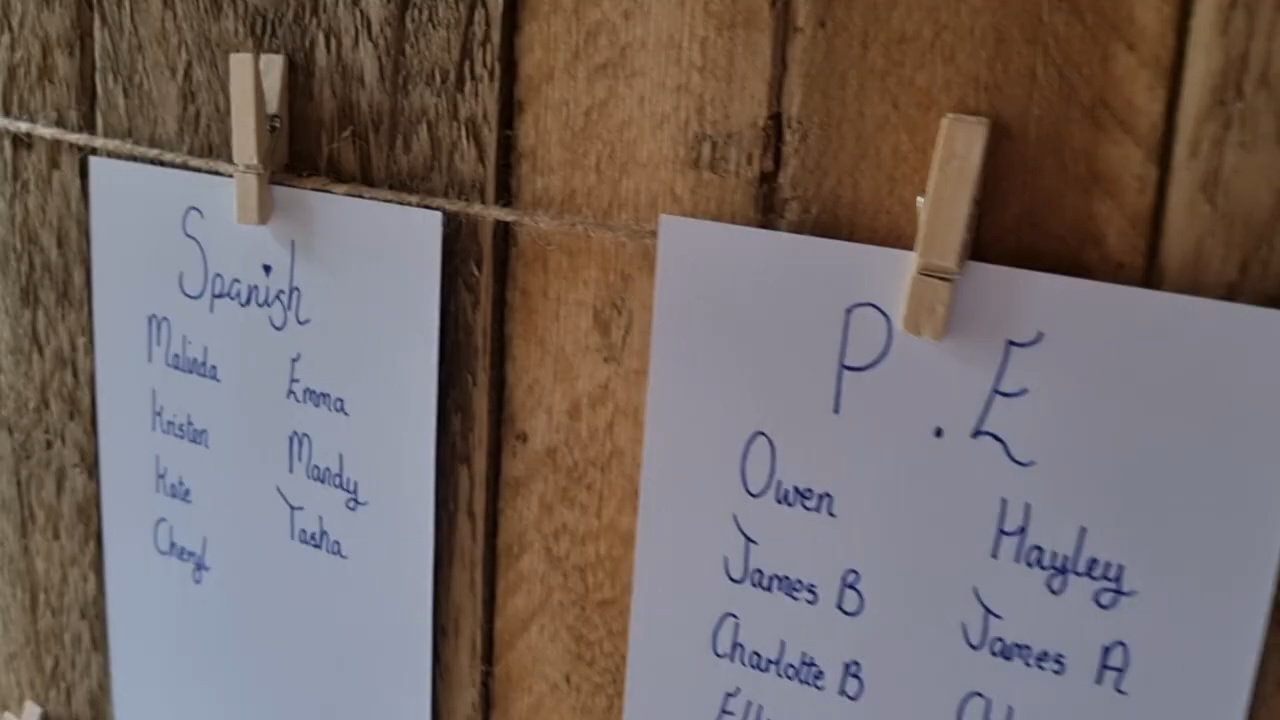 Spanish
Malinda
Kristen
Kate
Cheryl
Emma
Mandy
Tasha
P.E
Owen
James B
Charlotte B
Hayley
James A